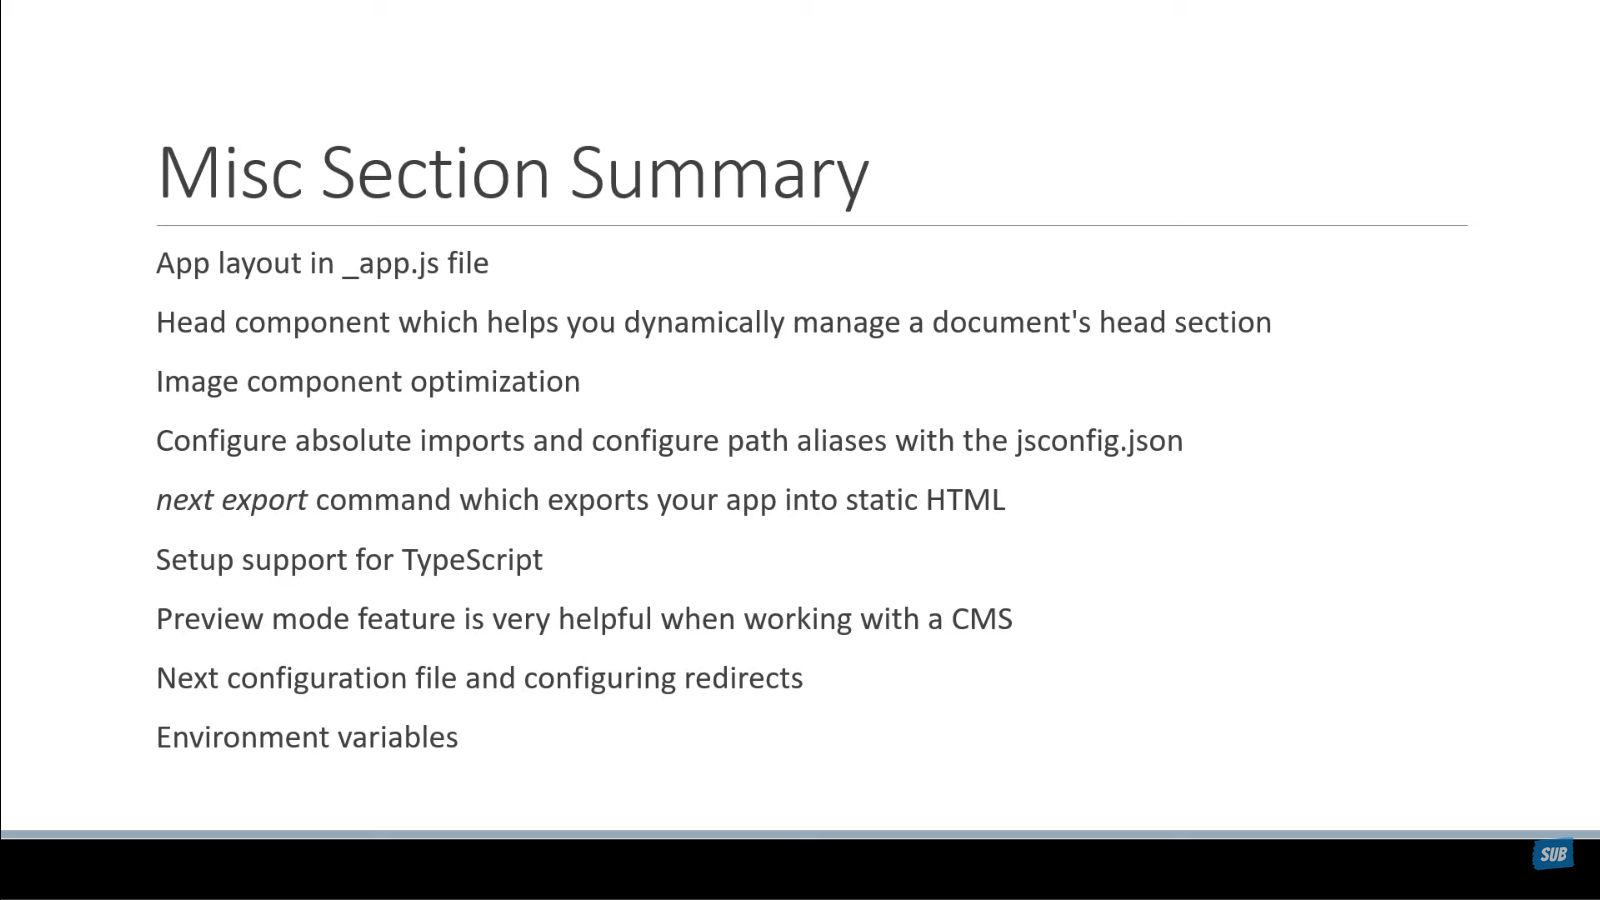 Misc Section Summary
App layout in _app.js file
Head component which helps you dynamically manage a document's head section
Image component optimization
Configure absolute imports and configure path aliases with the jsconfig.json
next export command which exports your app into static HTML
Setup support for TypeScript
Preview mode feature is very helpful when working with a CMS
Next configuration file and configuring redirects
Environment variables
SUB